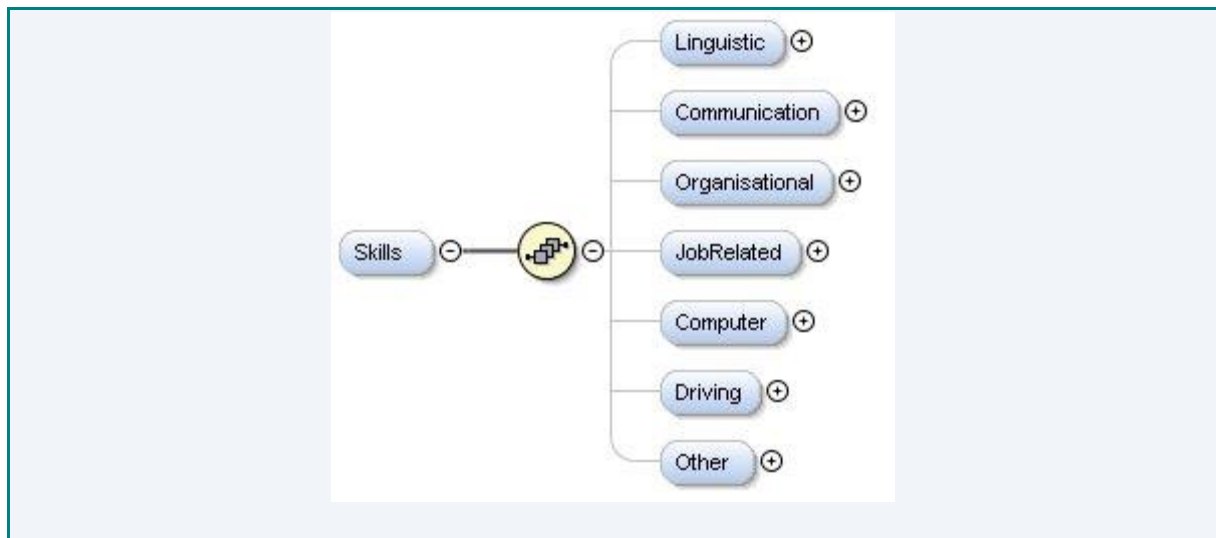 Linguistic
Communication
Organisational
Skills
JobRelated
Computer
Driving
Other